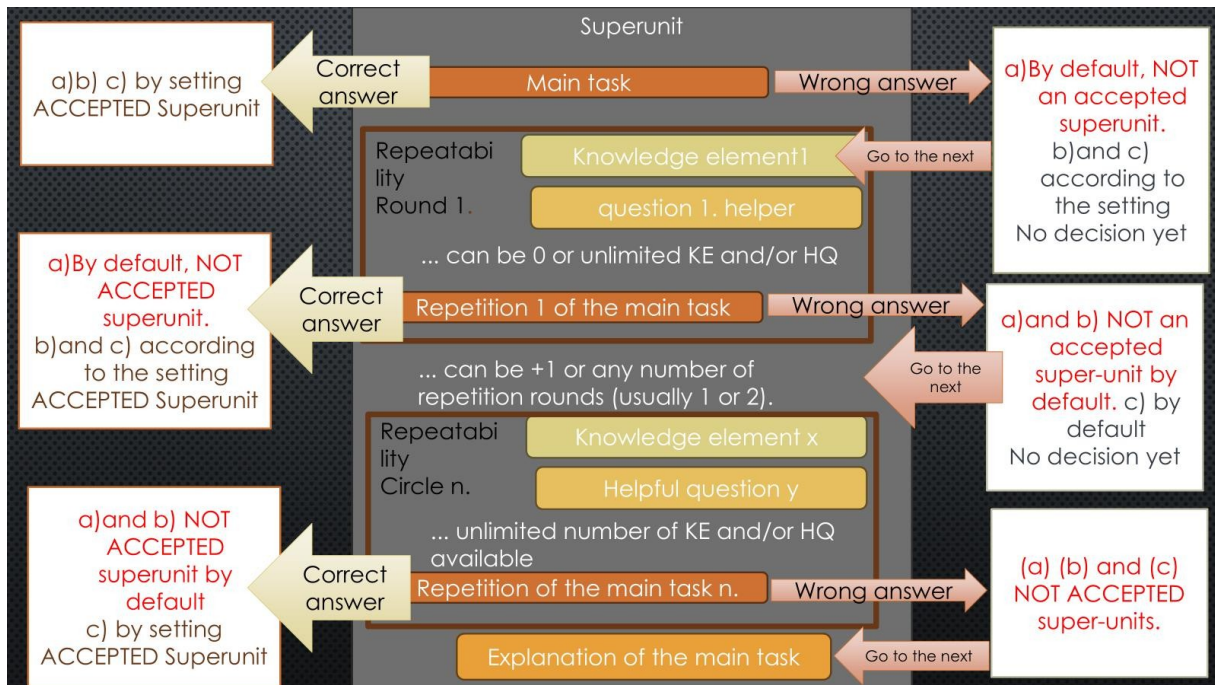 Superunit
a)b) c) by setting
ACCEPTED Superunit
Correct
answer
Main task
Wrong answer
a)By default, NOT
an accepted
superunit.
b)and c)
according to
the setting
No decision yet
Repeatabi
lity
Round 1.
Knowledge element1
Go to the next
question 1. helper
... can be 0 or unlimited KE and/or HQ
a)By default, NOT
ACCEPTED
superunit.
b)and c) according
to the setting
ACCEPTED Superunit
Correct
answer
Repetition 1 of the main task
Wrong answer
a)and b) NOT an
accepted
super-unit by
default. c) by
default
No decision yet
... can be +1 or any number of
repetition rounds (usually 1 or 2).
Go to the
next
Repeatabi
lity
Circle n.
Knowledge element x
Helpful question y
... unlimited number of KE and/or HQ
available
a)and b) NOT
ACCEPTED
superunit by
default
c) by setting
ACCEPTED Superunit
Correct
answer
Repetition of the main task n.
Wrong answer
(a) (b) and (c)
NOT ACCEPTED
super-units.
Explanation of the main task
Go to the next